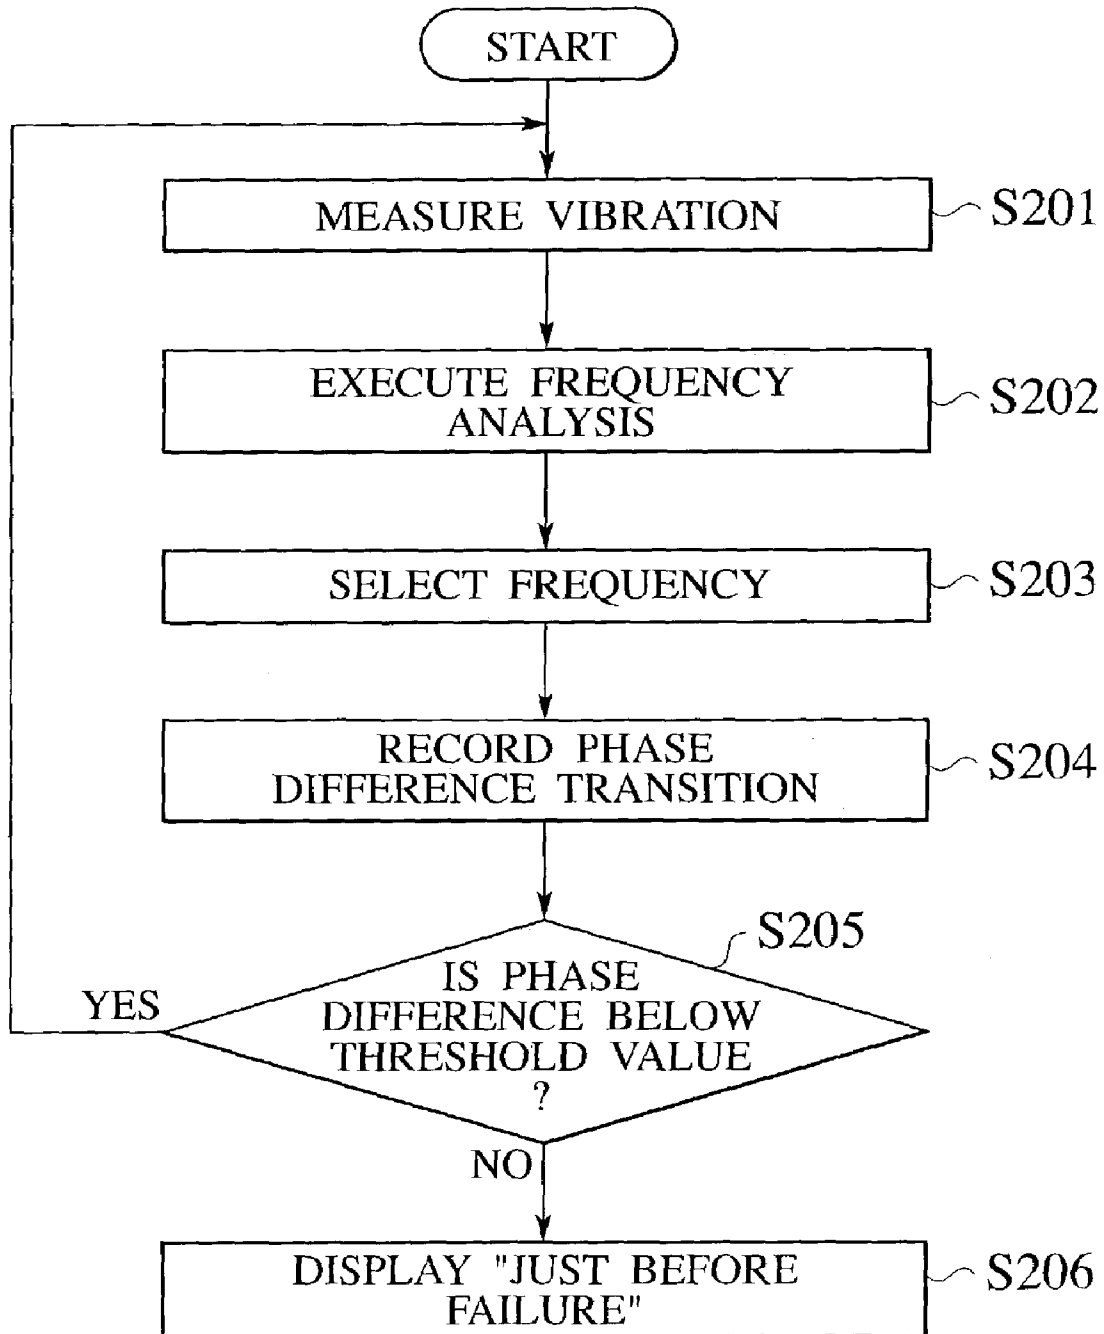 START
MEASURE VIBRATION
S201
EXECUTE FREQUENCY
ANALYSIS
S202
SELECT FREQUENCY
S203
RECORD PHASE
DIFFERENCE TRANSITION
S204
S205
IS PHASE
DIFFERENCE BELOW
THRESHOLD VALUE
?
YES
NO
DISPLAY "JUST BEFORE
FAILURE"
S206